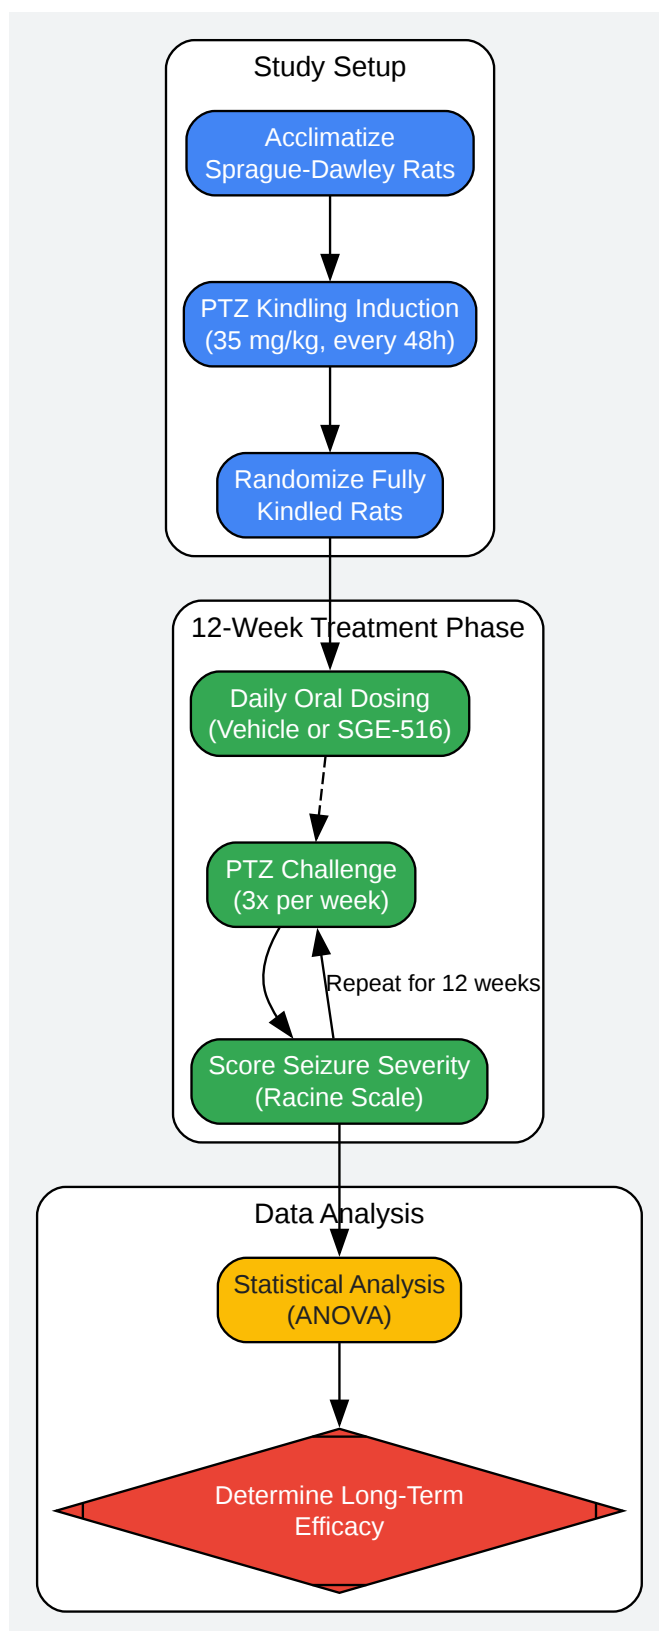 Study Setup
Acclimatize
Sprague-Dawley Rats
PTZ Kindling Induction
(35 mg/kg, every 48h)
Randomize Fully
Kindled Rats
12-Week Treatment Phase
Daily Oral Dosing
(Vehicle or SGE-516)
PTZ Challenge
(3x per week)
Repeat for 12 weeks
Score Seizure Severity
(Racine Scale)
Data Analysis
Statistical Analysis
(ANOVA)
Determine Long-Term
Efficacy